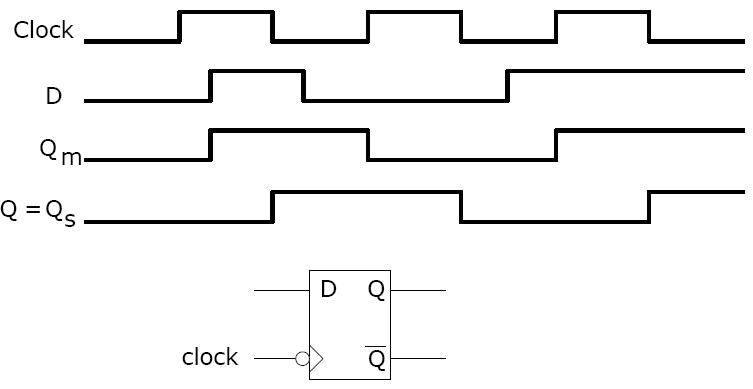 Clock
D
Qm
Q = Qs
D Q
clock Q̅